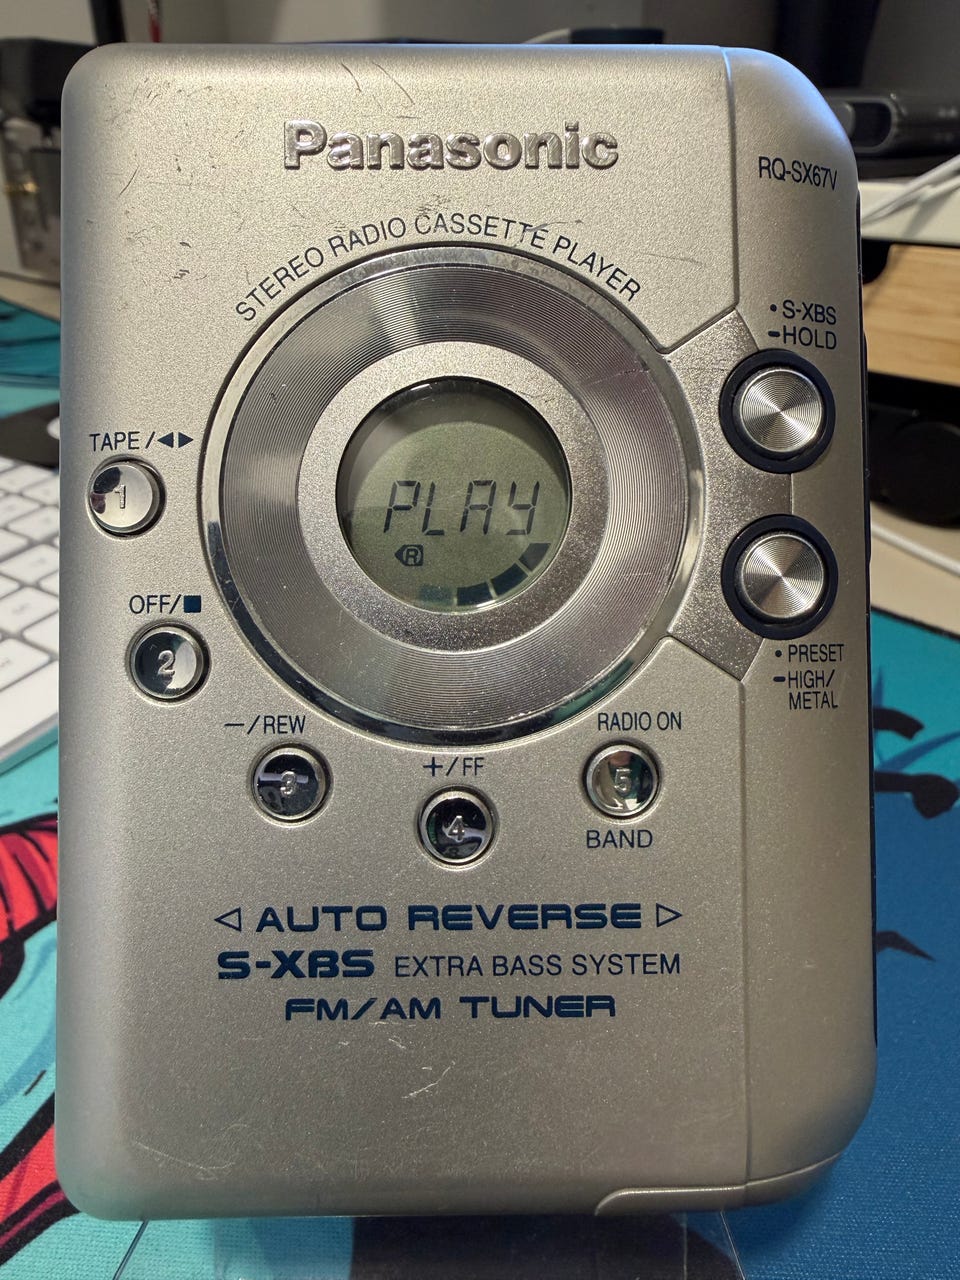 Panasonic
RQ-SX67V
STEREO RADIO CASSETTE PLAYER
• S-XBS
━HOLD
TAPE /◀▶
1
PLAY
R
OFF/■
2
• PRESET
━HIGH/
METAL
−/REW
3
+/FF
4
RADIO ON
5
BAND
◁ AUTO REVERSE ▷
S-XBS EXTRA BASS SYSTEM
FM/AM TUNER